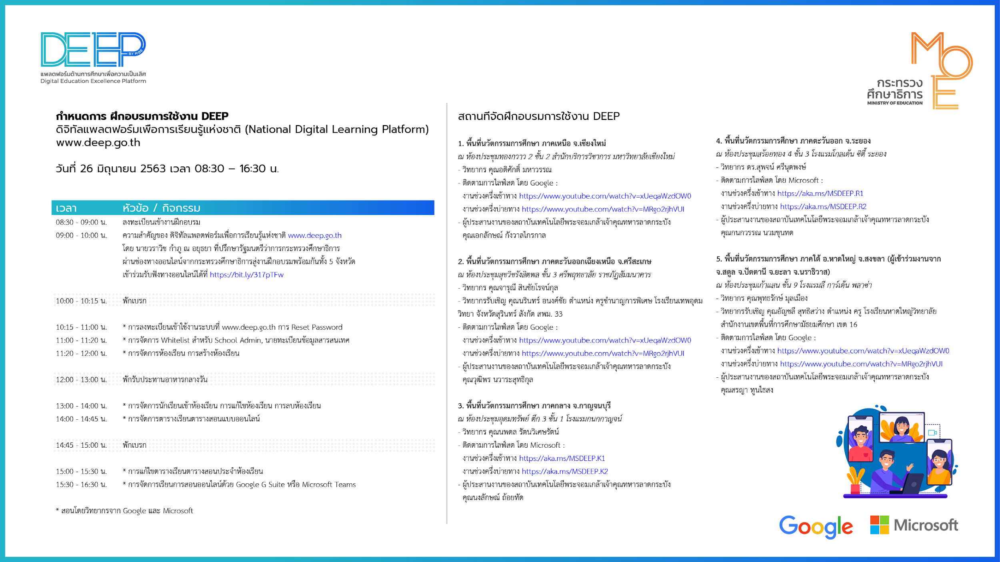 DEEP
BY MOE
แพลตฟอร์มด้านการศึกษาเพื่อความเป็นเลิศ
Digital Education Excellence Platform
MOE
กระทรวง
ศึกษาธิการ
MINISTRY OF EDUCATION
กำหนดการ ฝึกอบรมการใช้งาน DEEP
ดิจิทัลแพลตฟอร์มเพื่อการเรียนรู้แห่งชาติ (National Digital Learning Platform)
www.deep.go.th
วันที่ 26 มิถุนายน 2563 เวลา 08:30 – 16:30 น.
เวลา หัวข้อ / กิจกรรม
08:30 - 09:00 น. ลงทะเบียนเข้างานฝึกอบรม
09:00 - 10:00 น. ความสำคัญของ ดิจิทัลแพลตฟอร์มเพื่อการเรียนรู้แห่งชาติ www.deep.go.th
โดย นายวราวิช กำภู ณ อยุธยา ที่ปรึกษารัฐมนตรีว่าการกระทรวงศึกษาธิการ
ผ่านช่องทางออนไลน์จากกระทรวงศึกษาธิการสู่งานฝึกอบรมพร้อมกันทั้ง 5 จังหวัด
เข้าร่วมรับฟังทางออนไลน์ได้ที่ https://bit.ly/317pTFw
10:00 - 10:15 น. พักเบรก
10:15 - 11:00 น. * การลงทะเบียนเข้าใช้งานระบบที่ www.deep.go.th การ Reset Password
11:00 - 11:20 น. * การจัดการ Whitelist สำหรับ School Admin, นายทะเบียนข้อมูลสารสนเทศ
11:20 - 12:00 น. * การจัดการห้องเรียน การสร้างห้องเรียน
12:00 - 13:00 น. พักรับประทานอาหารกลางวัน
13:00 - 14:00 น. * การจัดการนักเรียนเข้าห้องเรียน การแก้ไขห้องเรียน การลบห้องเรียน
14:00 - 14:45 น. * การจัดการตารางเรียนตารางสอนแบบออนไลน์
14:45 - 15:00 น. พักเบรก
15:00 - 15:30 น. * การแก้ไขตารางเรียนตารางสอนประจำห้องเรียน
15:30 - 16:30 น. * การจัดการเรียนการสอนออนไลน์ด้วย Google G Suite หรือ Microsoft Teams
* สอนโดยวิทยากรจาก Google และ Microsoft
สถานที่จัดฝึกอบรมการใช้งาน DEEP
1. พื้นที่นวัตกรรมการศึกษา ภาคเหนือ จ.เชียงใหม่
ณ ห้องประชุมทองกวาว 2 ชั้น 2 สำนักบริการวิชาการ มหาวิทยาลัยเชียงใหม่
- วิทยากร คุณอดิศักดิ์ มหาวรรณ
- ติดตามการไลฟ์สด โดย Google :
งานช่วงครึ่งเช้าทาง https://www.youtube.com/watch?v=xUeqaWzdOW0
งานช่วงครึ่งบ่ายทาง https://www.youtube.com/watch?v=MRgo2rjhVUI
- ผู้ประสานงานของสถาบันเทคโนโลยีพระจอมเกล้าเจ้าคุณทหารลาดกระบัง
คุณเอกลักษณ์ กังวาลไกรกาล
2. พื้นที่นวัตกรรมการศึกษา ภาคตะวันออกเฉียงเหนือ จ.ศรีสะเกษ
ณ ห้องประชุมสุขวิชรังสิตพล ชั้น 3 ศรีพฤทธาลัย ราชภัฏสัมมนาคาร
- วิทยากร คุณจารุณี สินชัยโรจน์กุล
- วิทยากรรับเชิญ คุณนรินทร์ อนงค์ชัย ตำแหน่ง ครูชำนาญการพิเศษ โรงเรียนเทพอุดม
วิทยา จังหวัดสุรินทร์ สังกัด สพม. 33
- ติดตามการไลฟ์สด โดย Google :
งานช่วงครึ่งเช้าทาง https://www.youtube.com/watch?v=xUeqaWzdOW0
งานช่วงครึ่งบ่ายทาง https://www.youtube.com/watch?v=MRgo2rjhVUI
- ผู้ประสานงานของสถาบันเทคโนโลยีพระจอมเกล้าเจ้าคุณทหารลาดกระบัง
คุณวุฒิพร นวาระสุทธิกุล
3. พื้นที่นวัตกรรมการศึกษา ภาคกลาง จ.กาญจนบุรี
ณ ห้องประชุมอุดมทรัพย์ ตึก 3 ชั้น 1 โรงแรมกนกกาญจน์
- วิทยากร คุณนพดล รัตนวิเศษรัตน์
- ติดตามการไลฟ์สด โดย Microsoft :
งานช่วงครึ่งเช้าทาง https://aka.ms/MSDEEP.K1
งานช่วงครึ่งบ่ายทาง https://aka.ms/MSDEEP.K2
- ผู้ประสานงานของสถาบันเทคโนโลยีพระจอมเกล้าเจ้าคุณทหารลาดกระบัง
คุณนงลักษณ์ ถ้อยทัด
4. พื้นที่นวัตกรรมการศึกษา ภาคตะวันออก จ.ระยอง
ณ ห้องประชุมสร้อยทอง 4 ชั้น 3 โรงแรมโกลเด้น ซิตี้ ระยอง
- วิทยากร ดร.สุพจน์ ศรีนุตพงษ์
- ติดตามการไลฟ์สด โดย Microsoft :
งานช่วงครึ่งเช้าทาง https://aka.ms/MSDEEP.R1
งานช่วงครึ่งบ่ายทาง https://aka.ms/MSDEEP.R2
- ผู้ประสานงานของสถาบันเทคโนโลยีพระจอมเกล้าเจ้าคุณทหารลาดกระบัง
คุณกนกวรรณ นวมขุนทด
5. พื้นที่นวัตกรรมการศึกษา ภาคใต้ อ.หาดใหญ่ จ.สงขลา (ผู้เข้าร่วมงานจาก
จ.สตูล จ.ปัตตานี จ.ยะลา จ.นราธิวาส)
ณ ห้องประชุมเก้าแสน ชั้น 9 โรงแรมลี การ์เด้น พลาซ่า
- วิทยากร คุณพุทธรักษ์ มุลเมือง
- วิทยากรรับเชิญ คุณอัญชลี สุทธิสว่าง ตำแหน่ง ครู โรงเรียนหาดใหญ่วิทยาลัย
สำนักงานเขตพื้นที่การศึกษามัธยมศึกษา เขต 16
- ติดตามการไลฟ์สด โดย Google :
งานช่วงครึ่งเช้าทาง https://www.youtube.com/watch?v=xUeqaWzdOW0
งานช่วงครึ่งบ่ายทาง https://www.youtube.com/watch?v=MRgo2rjhVUI
- ผู้ประสานงานของสถาบันเทคโนโลยีพระจอมเกล้าเจ้าคุณทหารลาดกระบัง
คุณสรญา ทูนไธสง
Google
Microsoft